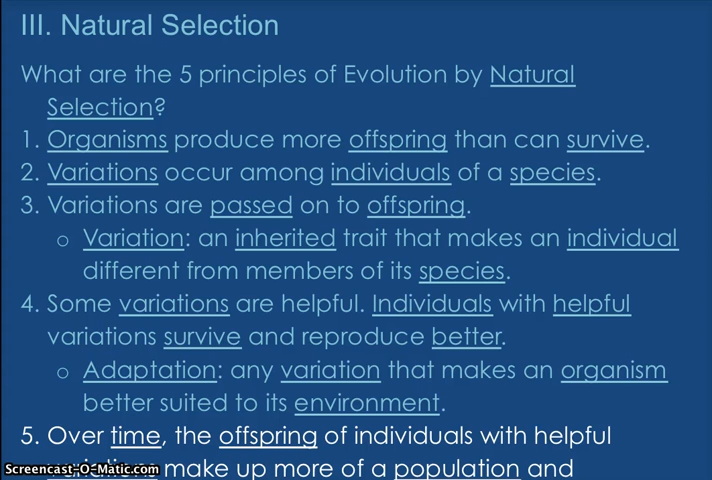 III. Natural Selection
What are the 5 principles of Evolution by Natural
Selection?
1. Organisms produce more offspring than can survive.
2. Variations occur among individuals of a species.
3. Variations are passed on to offspring.
o Variation: an inherited trait that makes an individual
different from members of its species.
4. Some variations are helpful. Individuals with helpful
variations survive and reproduce better.
o Adaptation: any variation that makes an organism
better suited to its environment.
5. Over time, the offspring of individuals with helpful
make up more of a population and
Screencast-O-Matic.com